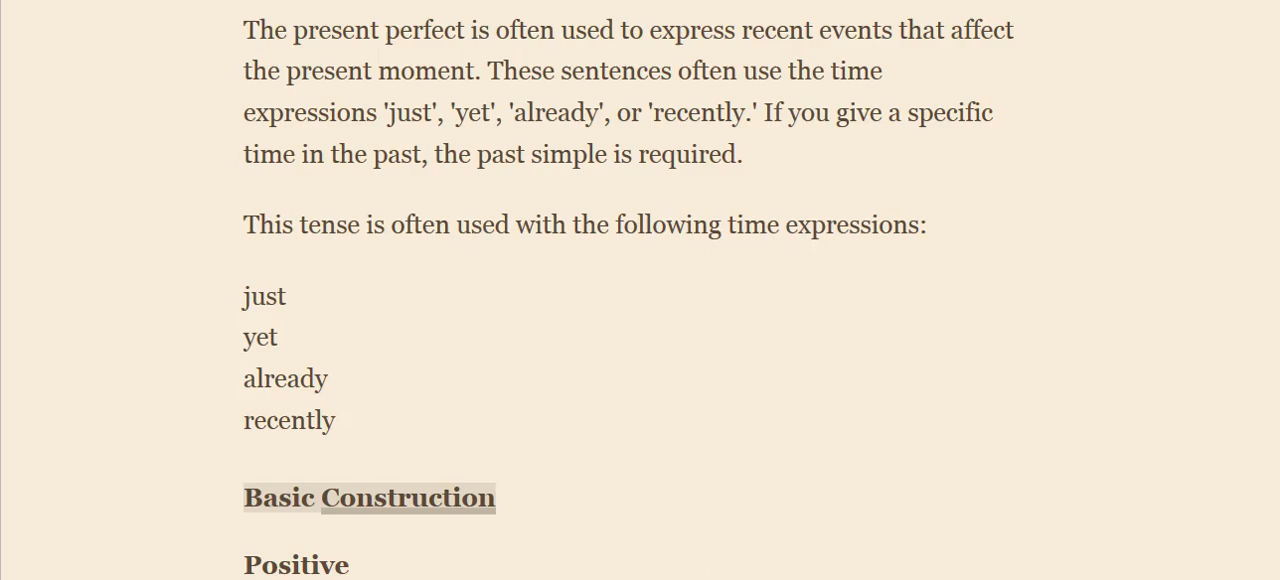 The present perfect is often used to express recent events that affect
the present moment. These sentences often use the time
expressions 'just', 'yet', 'already', or 'recently.' If you give a specific
time in the past, the past simple is required.
This tense is often used with the following time expressions:
just
yet
already
recently
Basic Construction
Positive